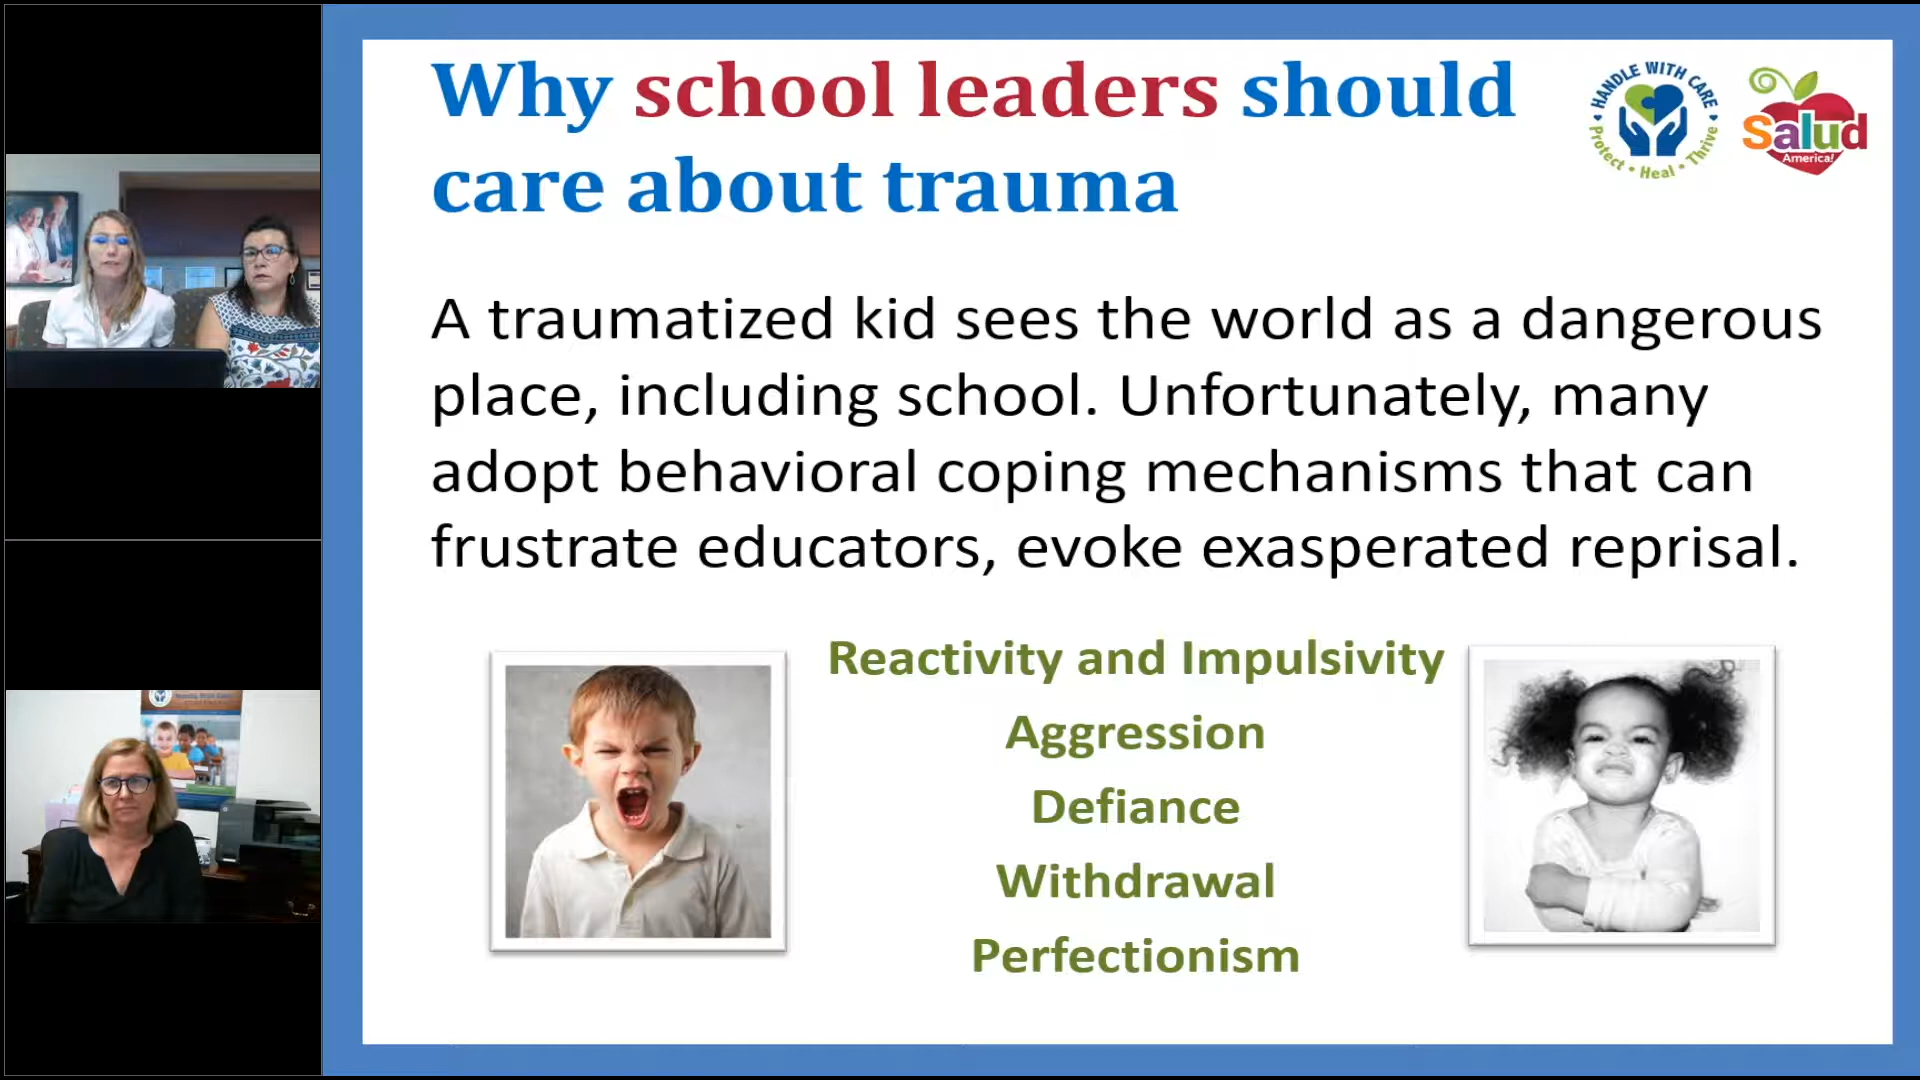 Why school leaders should
care about trauma
HANDLE WITH CARE
Protect • Heal • Thrive
Salud
America!
A traumatized kid sees the world as a dangerous
place, including school. Unfortunately, many
adopt behavioral coping mechanisms that can
frustrate educators, evoke exasperated reprisal.
Reactivity and Impulsivity
Aggression
Defiance
Withdrawal
Perfectionism